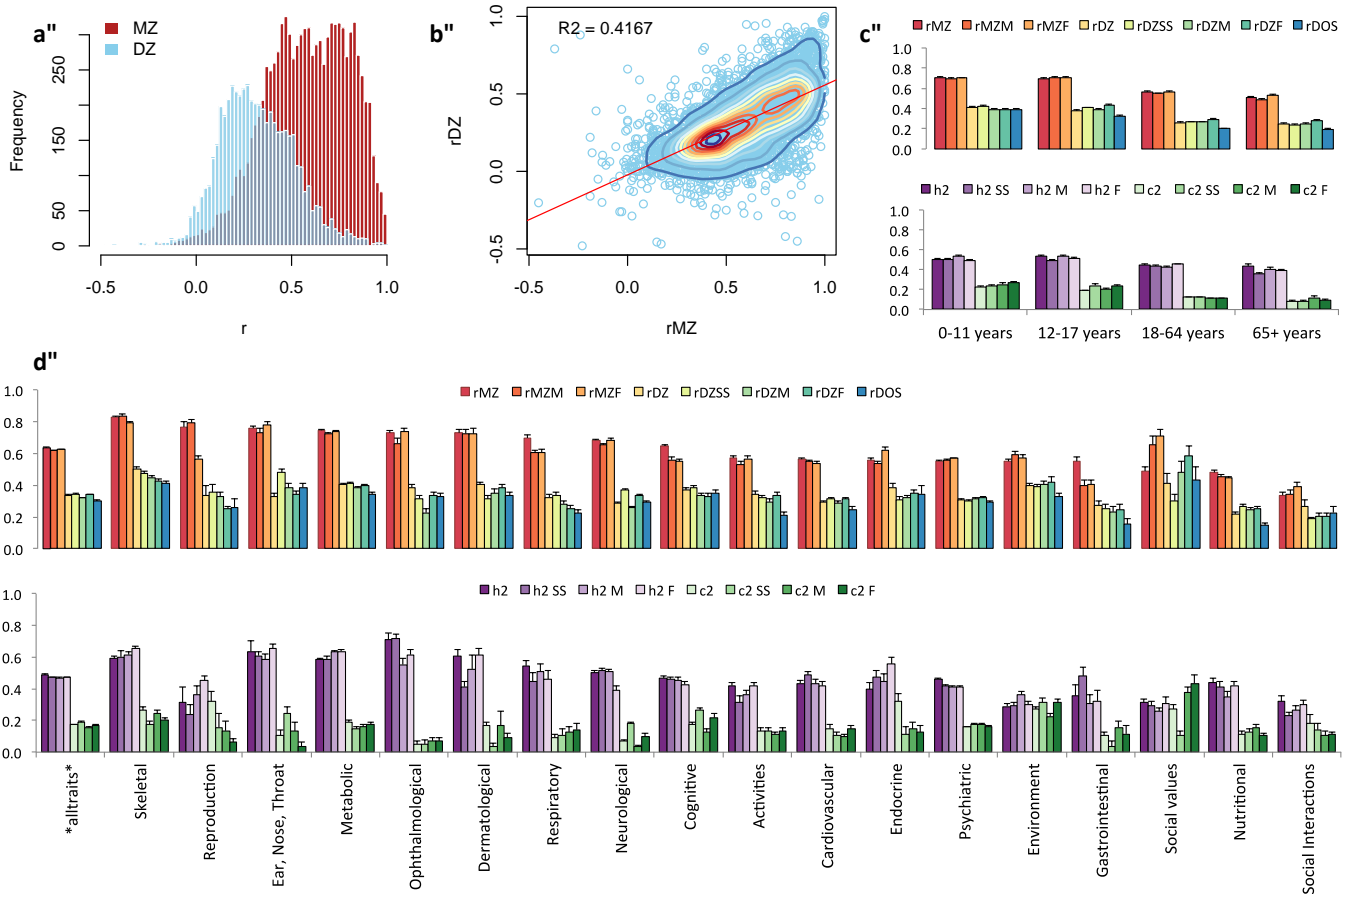 a"
MZ
DZ
Frequency
0
50
150
250
-0.5
0.0
0.5
1.0
r
b"
R2 = 0.4167
rDZ
-0.5
0.0
0.5
1.0
-0.5
0.0
0.5
1.0
rMZ
c"
rMZ rMZM rMZF rDZ rDZSS rDZM rDZF rDOS
1.0
0.8
0.6
0.4
0.2
0.0
h2 h2 SS h2 M h2 F c2 c2 SS c2 M c2 F
1.0
0.8
0.6
0.4
0.2
0.0
0-11 years 12-17 years 18-64 years 65+ years
d"
rMZ rMZM rMZF rDZ rDZSS rDZM rDZF rDOS
1.0
0.8
0.6
0.4
0.2
0.0
h2 h2 SS h2 M h2 F c2 c2 SS c2 M c2 F
1.0
0.8
0.6
0.4
0.2
0.0
*alltraits*
Skeletal
Reproduction
Ear, Nose, Throat
Metabolic
Ophthalmological
Dermatological
Respiratory
Neurological
Cognitive
Activities
Cardiovascular
Endocrine
Psychiatric
Environment
Gastrointestinal
Social values
Nutritional
Social Interactions